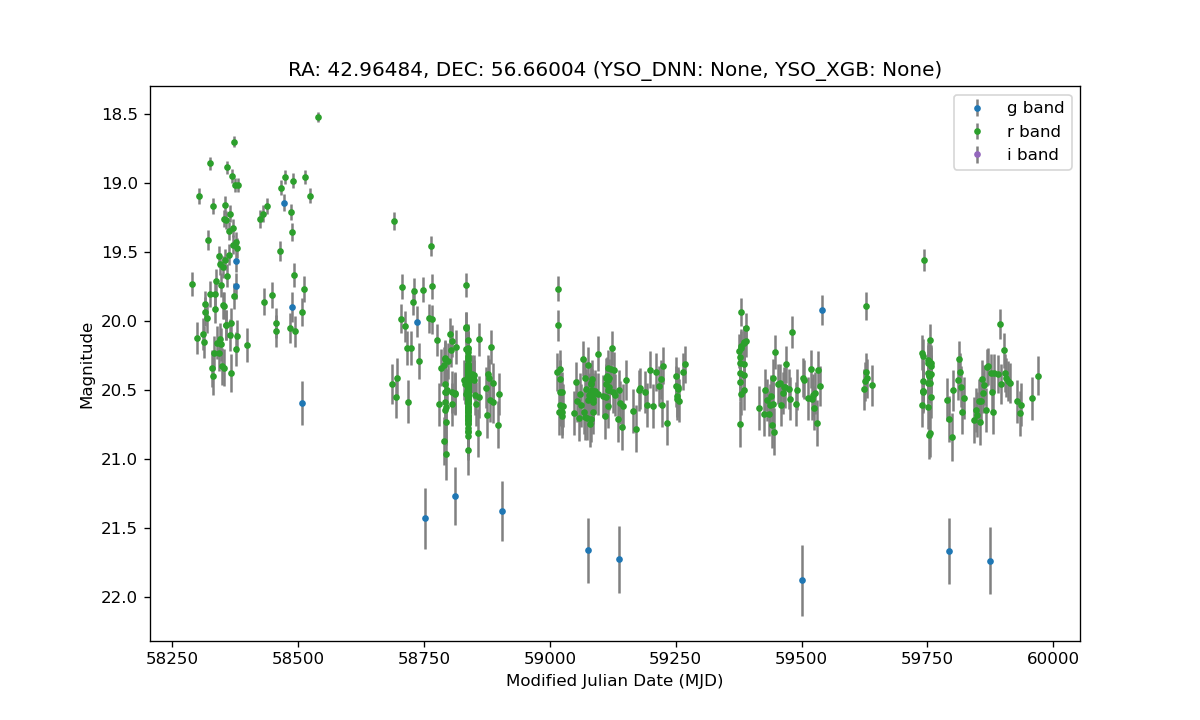 RA: 42.96484, DEC: 56.66004 (YSO_DNN: None, YSO_XGB: None)
g band
r band
i band
18.5
19.0
19.5
20.0
20.5
21.0
21.5
22.0
Magnitude
58250 58500 58750 59000 59250 59500 59750 60000
Modified Julian Date (MJD)